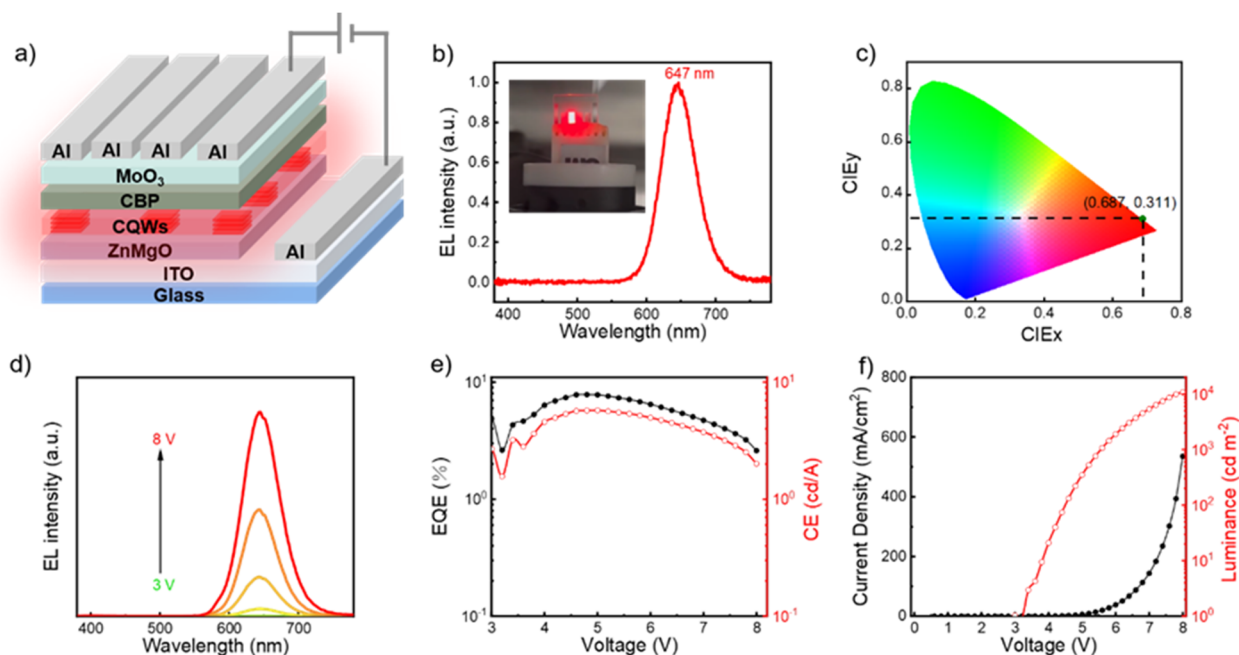 a)
Al Al Al Al
MoO3
CBP
CQWs
ZnMgO
Al
ITO
Glass
b)
647 nm
EL intensity (a.u.)
1.0
0.8
0.6
0.4
0.2
0.0
400 500 600 700
Wavelength (nm)
c)
CIEy
0.8
0.6
0.4
0.2
0.0
(0.687, 0.311)
0.2 0.4 0.6 0.8
CIEx
d)
EL intensity (a.u.)
8 V
3 V
400 500 600 700
Wavelength (nm)
e)
EQE (%)
10^1
10^0
10^-1
CE (cd/A)
10^1
10^0
10^-1
3 4 5 6 7 8
Voltage (V)
f)
Current Density (mA/cm²)
800
600
400
200
0
Luminance (cd m⁻²)
10^4
10^3
10^2
10^1
10^0
0 1 2 3 4 5 6 7 8
Voltage (V)